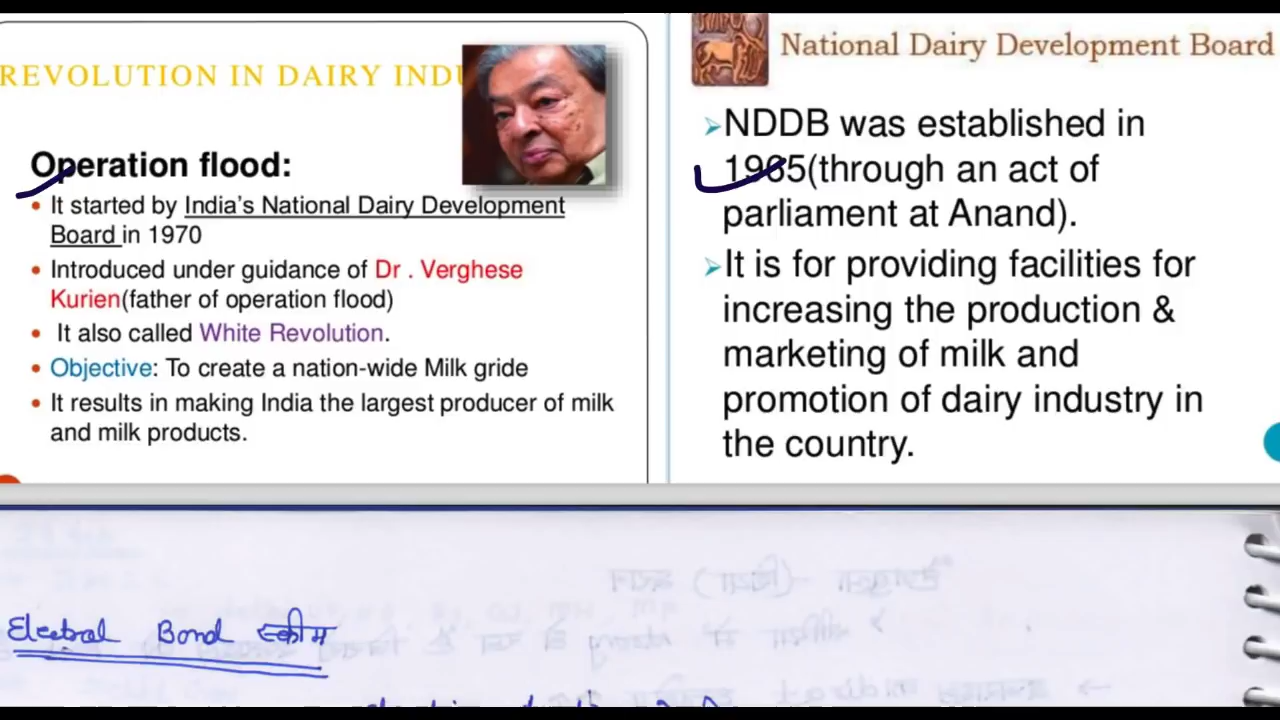 REVOLUTION IN DAIRY INDU
Operation flood:
• It started by India's National Dairy Development
Board in 1970
• Introduced under guidance of Dr . Verghese
Kurien(father of operation flood)
• It also called White Revolution.
• Objective: To create a nation-wide Milk gride
• It results in making India the largest producer of milk
and milk products.
National Dairy Development Board
➢NDDB was established in
1965(through an act of
parliament at Anand).
➢It is for providing facilities for
increasing the production &
marketing of milk and
promotion of dairy industry in
the country.
Electral Bond स्कीम